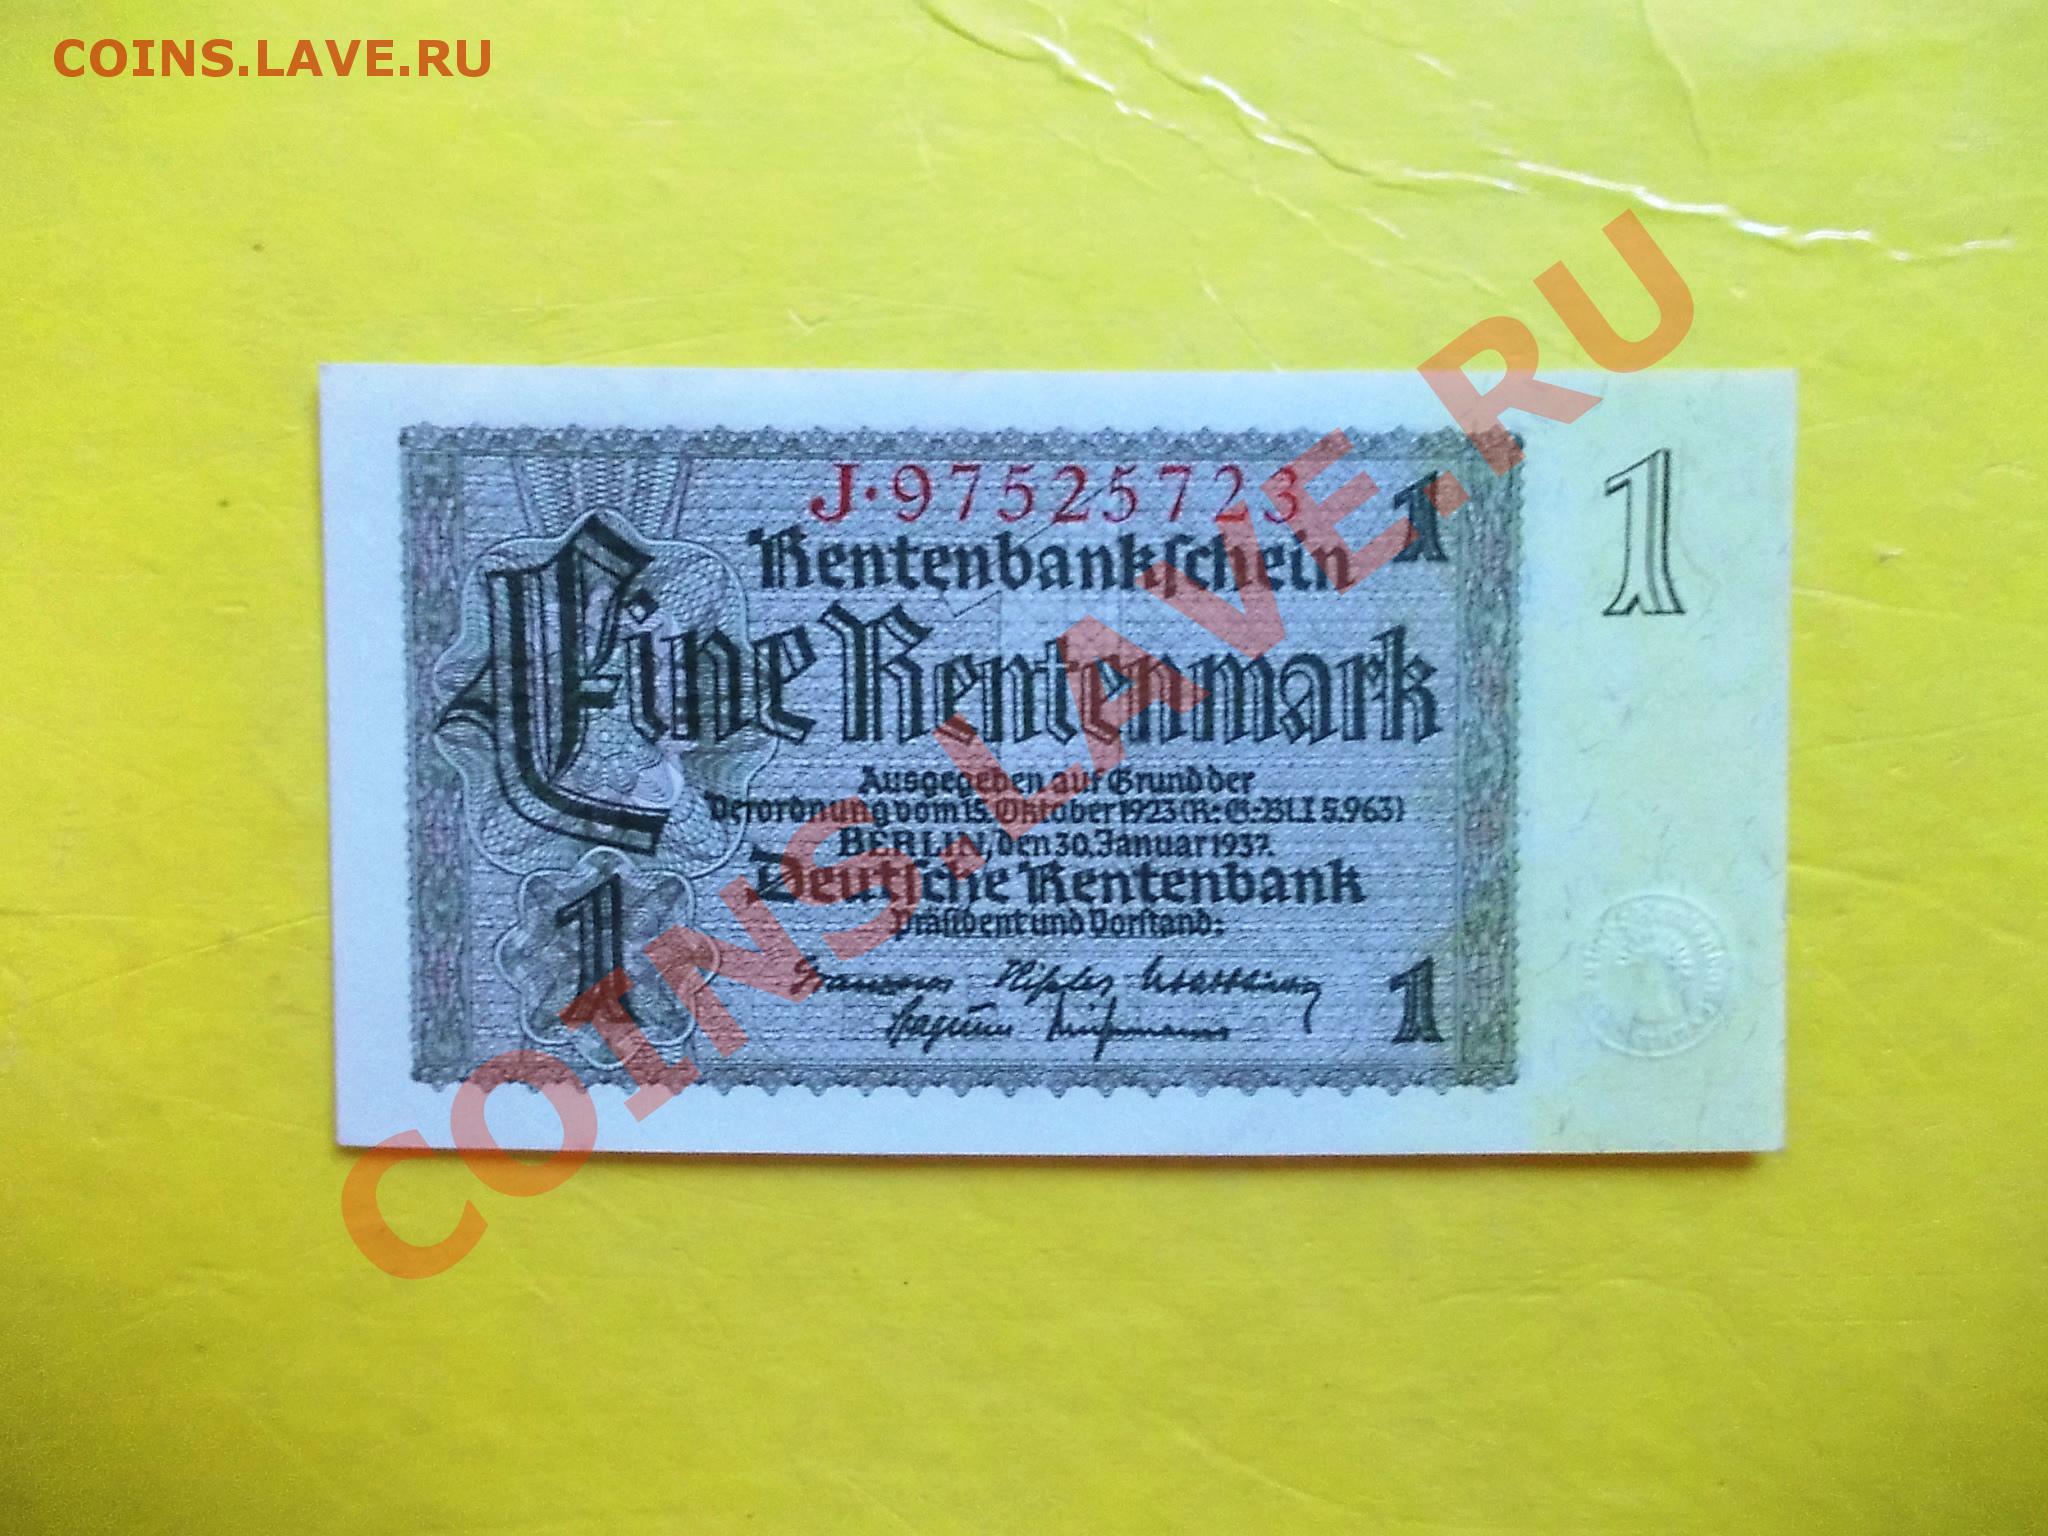 COINS.LAVE.RU
J·97525723
1
1
Rentenbankschein
Eine Rentenmark
Ausgegeben auf Grund der
Verordnung vom 15. Oktober 1923 (R.-G.-Bl. I S. 963)
BERLIN, den 30. Januar 1937.
Deutsche Rentenbank
Präsident und Vorstand:
1
1
COINS.LAVE.RU